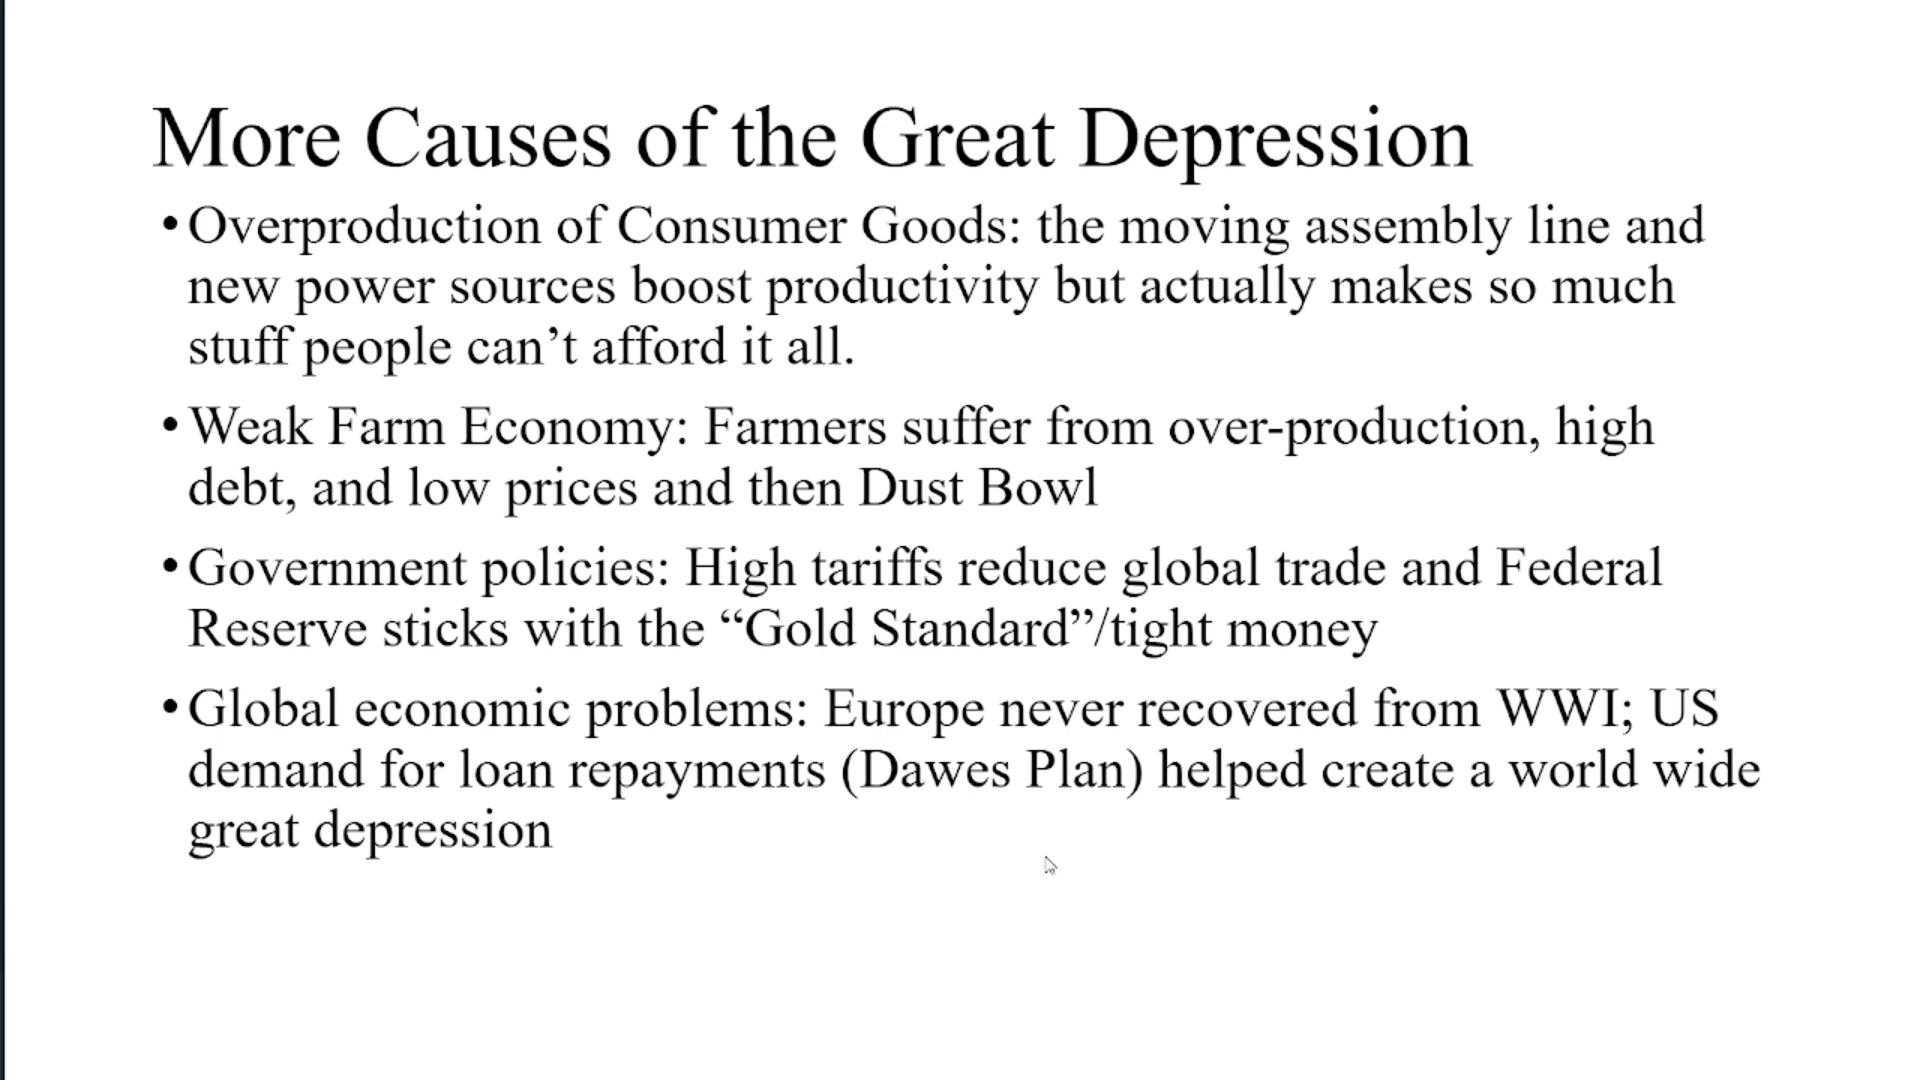 More Causes of the Great Depression
•Overproduction of Consumer Goods: the moving assembly line and
new power sources boost productivity but actually makes so much
stuff people can’t afford it all.
•Weak Farm Economy: Farmers suffer from over-production, high
debt, and low prices and then Dust Bowl
•Government policies: High tariffs reduce global trade and Federal
Reserve sticks with the “Gold Standard”/tight money
•Global economic problems: Europe never recovered from WWI; US
demand for loan repayments (Dawes Plan) helped create a world wide
great depression